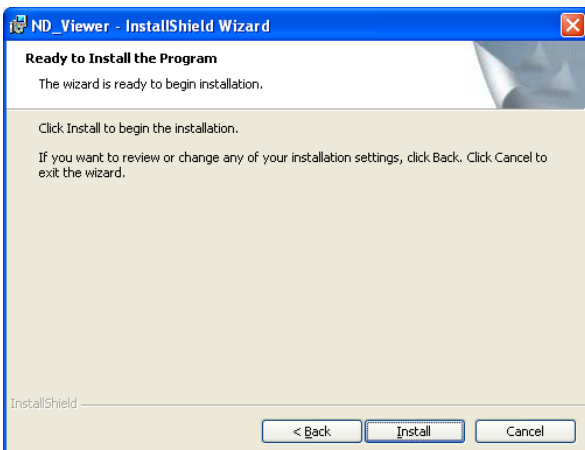 ND_Viewer - InstallShield Wizard
Ready to Install the Program
The wizard is ready to begin installation.
Click Install to begin the installation.
If you want to review or change any of your installation settings, click Back. Click Cancel to
exit the wizard.
InstallShield
< Back Install Cancel